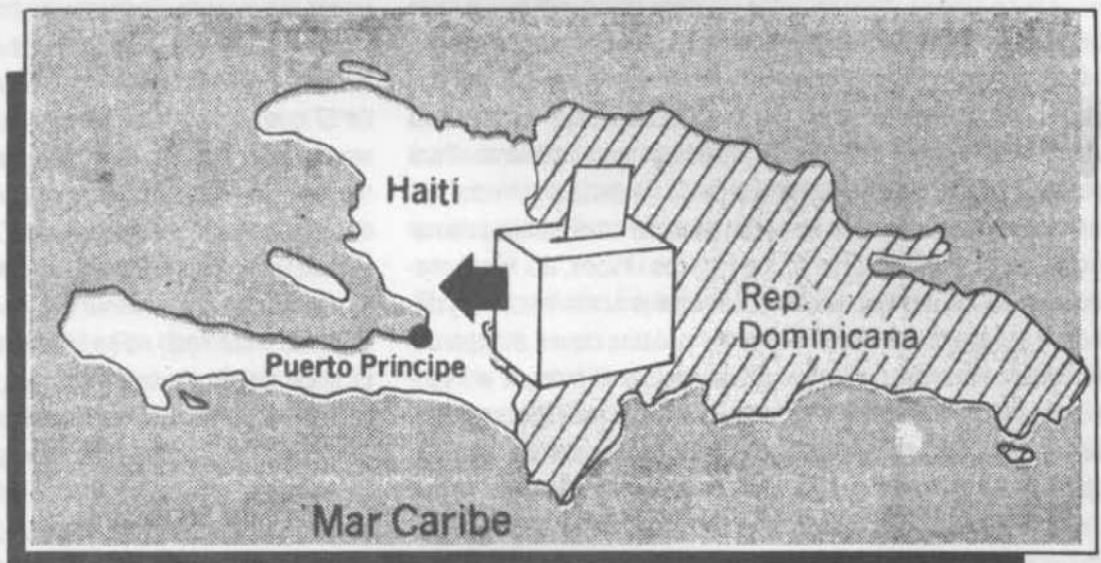 Haití
Rep.
Dominicana
Puerto Príncipe
Mar Caribe